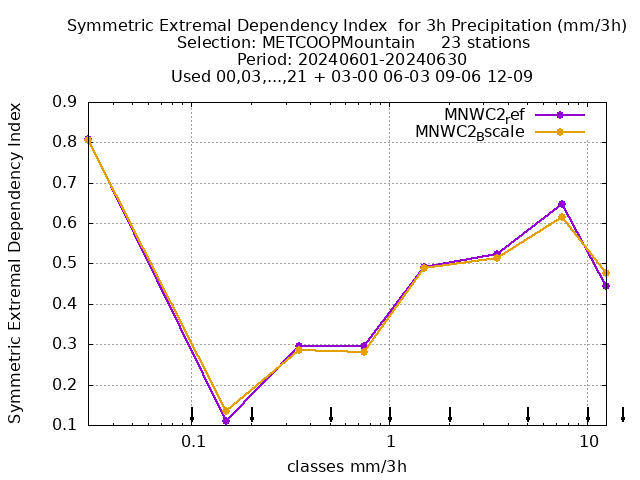 Symmetric Extremal Dependency Index  for 3h Precipitation (mm/3h)
Selection: METCOOPMountain     23 stations
Period: 20240601-20240630
Used 00,03,...,21 + 03-00 06-03 09-06 12-09
MNWC2ref
MNWC2Bscale
Symmetric Extremal Dependency Index
0.9
0.8
0.7
0.6
0.5
0.4
0.3
0.2
0.1
0.1 1 10
classes mm/3h